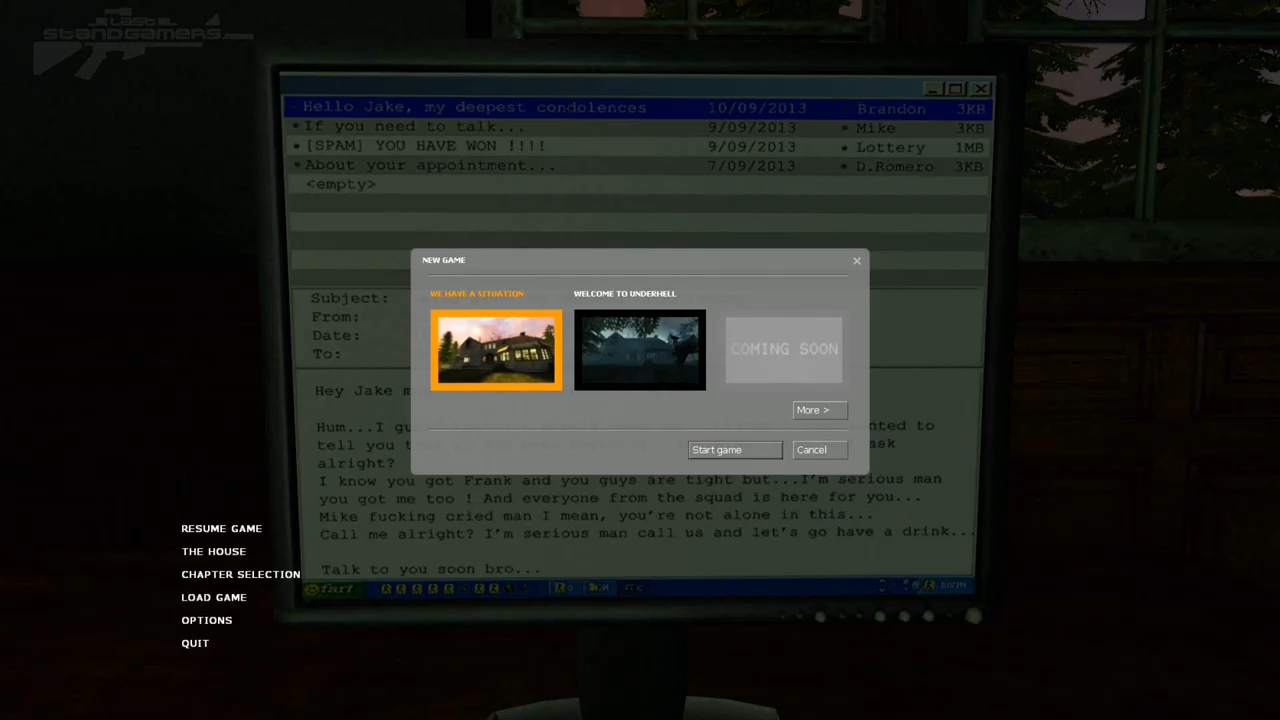 Last
StandGamers
Hello Jake, my deepest condolences 10/09/2013 Brandon 3KB
If you need to talk... 9/09/2013 Mike 3KB
[SPAM] YOU HAVE WON !!!! 9/09/2013 Lottery 1MB
About your appointment... 7/09/2013 D.Romero 3KB
<empty>
NEW GAME
WE HAVE A SITUATION WELCOME TO UNDERHELL
COMING SOON
More >
Start game Cancel
Subject:
From:
Date:
To:
Hey Jake
Hum...I
tell you
alright?
I know you got Frank and you guys are tight but...I'm serious man
you got me too ! And everyone from the squad is here for you...
Mike fucking cried man I mean, you're not alone in this...
Call me alright? I'm serious man call us and let's go have a drink...
Talk to you soon bro...
fart
RESUME GAME
THE HOUSE
CHAPTER SELECTION
LOAD GAME
OPTIONS
QUIT